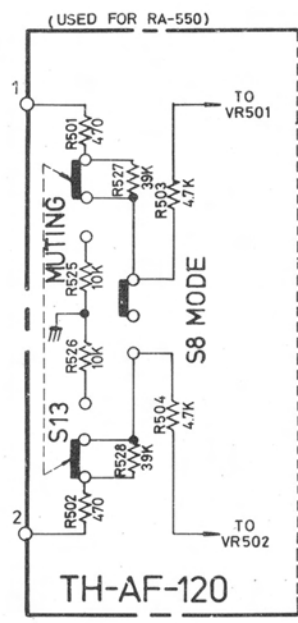 (USED FOR RA-550)
1
R501
470
TO
VR501
R527
39K
R503
4.7K
MUTING
R525
10K
S8 MODE
R526
10K
S13
R504
4.7K
R528
39K
R502
470
2
TO
VR502
TH-AF-120